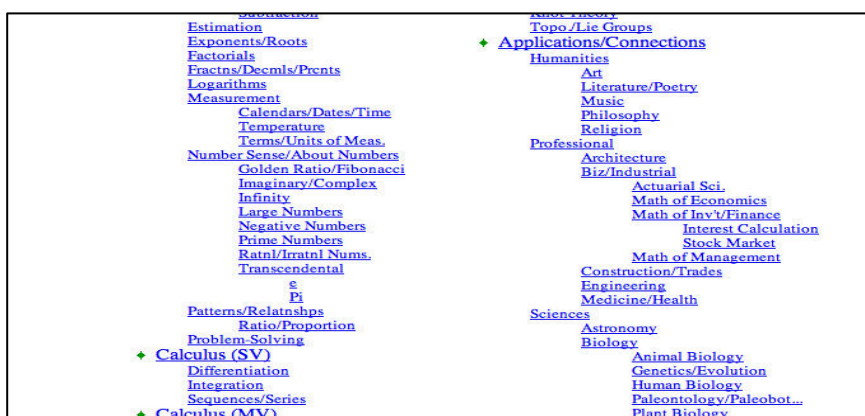 Subtraction
Estimation
Exponents/Roots
Factorials
Fractns/Decmls/Prcnts
Logarithms
Measurement
Calendars/Dates/Time
Temperature
Terms/Units of Meas.
Number Sense/About Numbers
Golden Ratio/Fibonacci
Imaginary/Complex
Infinity
Large Numbers
Negative Numbers
Prime Numbers
Ratnl/Irratnl Nums.
Transcendental
e
Pi
Patterns/Relatnshps
Ratio/Proportion
Problem-Solving
Calculus (SV)
Differentiation
Integration
Sequences/Series
Calculus (MV)
Knot Theory
Topo./Lie Groups
Applications/Connections
Humanities
Art
Literature/Poetry
Music
Philosophy
Religion
Professional
Architecture
Biz/Industrial
Actuarial Sci.
Math of Economics
Math of Inv't/Finance
Interest Calculation
Stock Market
Math of Management
Construction/Trades
Engineering
Medicine/Health
Sciences
Astronomy
Biology
Animal Biology
Genetics/Evolution
Human Biology
Paleontology/Paleobot...
Plant Biology